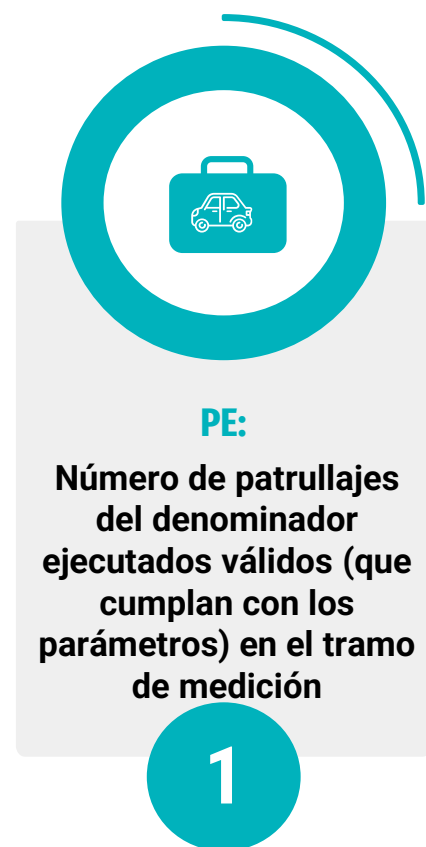 PE:
Número de patrullajes
del denominador
ejecutados válidos (que
cumplan con los
parámetros) en el tramo
de medición
1